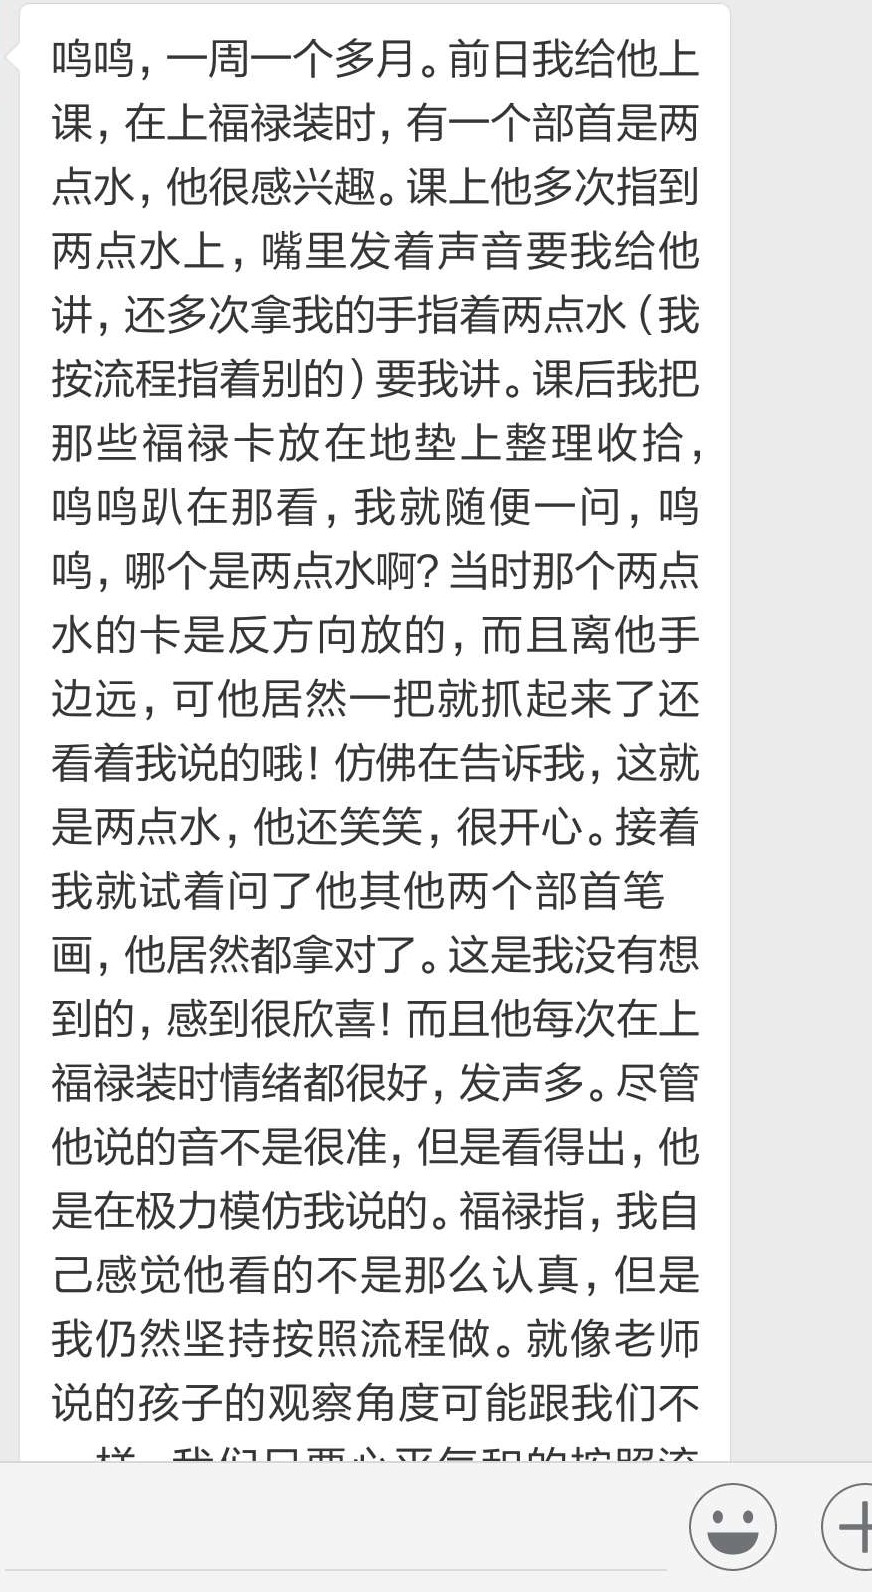 呜呜，一周一个多月。前日我给他上
课，在上福禄装时，有一个部首是两
点水，他很感兴趣。课上他多次指到
两点水上，嘴里发着声音要我给他
讲，还多次拿我的手指着两点水（我
按流程指着别的）要我讲。课后我把
那些福禄卡放在地垫上整理收拾，
呜呜趴在那看，我就随便一问，呜
呜，哪个是两点水啊？当时那个两点
水的卡是反方向放的，而且离他手
边远，可他居然一把就抓起来了还
看着我说的哦！仿佛在告诉我，这就
是两点水，他还笑笑，很开心。接着
我就试着问了他其他两个部首笔
画，他居然都拿对了。这是我没有想
到的，感到很欣喜！而且他每次在上
福禄装时情绪都很好，发声多。尽管
他说的音不是很准，但是看得出，他
是在极力模仿我说的。福禄指，我自
己感觉他看的不是那么认真，但是
我仍然坚持按照流程做。就像老师
说的孩子的观察角度可能跟我们不
一样，我们只要心平气和的按照流